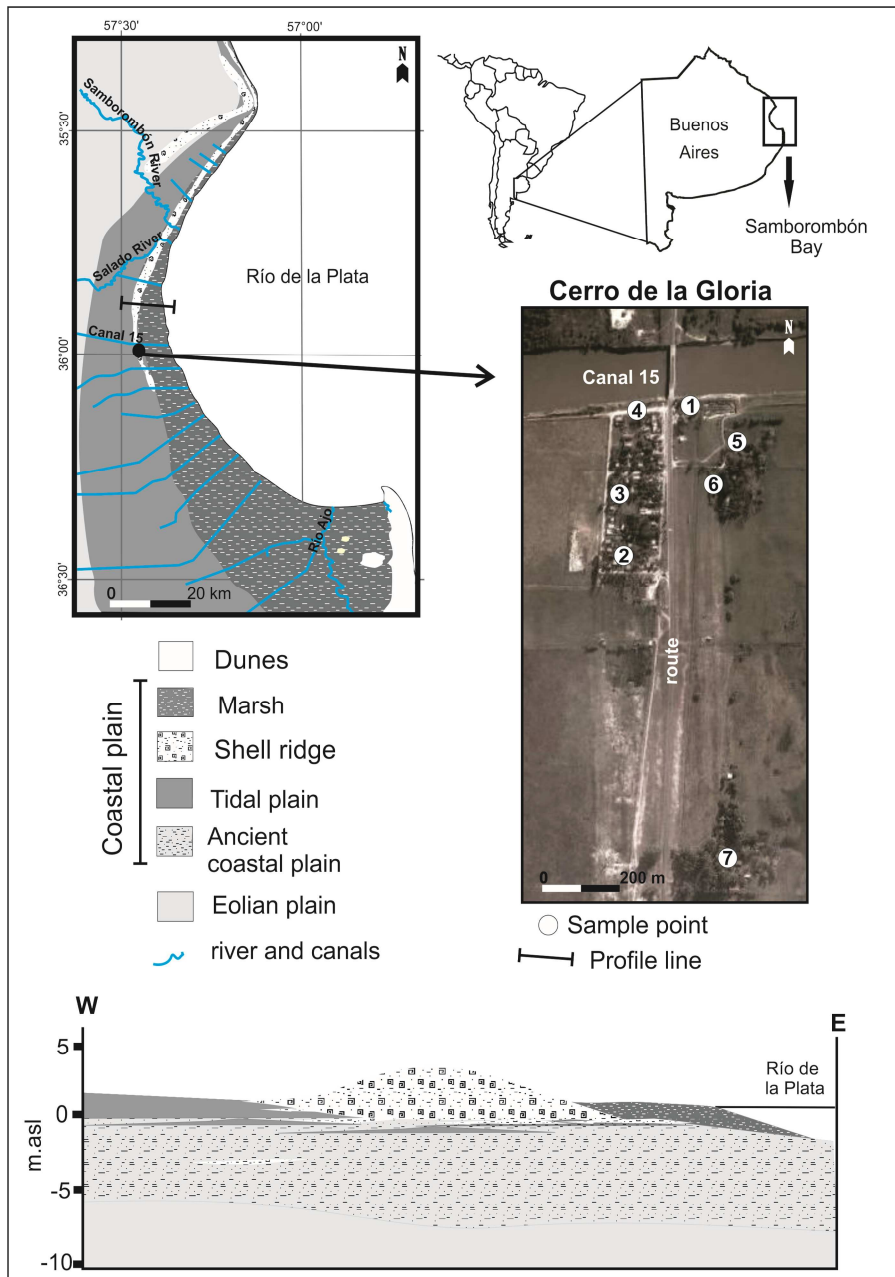 57°30'
57°00'
N
Samborombón River
35°30'
Salado River
Río de la Plata
Canal 15
36°00'
Río Ajo
36°30'
0 20 km
Buenos
Aires
Samborombón
Bay
Cerro de la Gloria
N
Canal 15
4
1
5
6
3
2
route
7
0 200 m
Sample point
Profile line
Coastal plain
Dunes
Marsh
Shell ridge
Tidal plain
Ancient
coastal plain
Eolian plain
river and canals
W
E
5
0
-5
-10
m.asl
Río de
la Plata